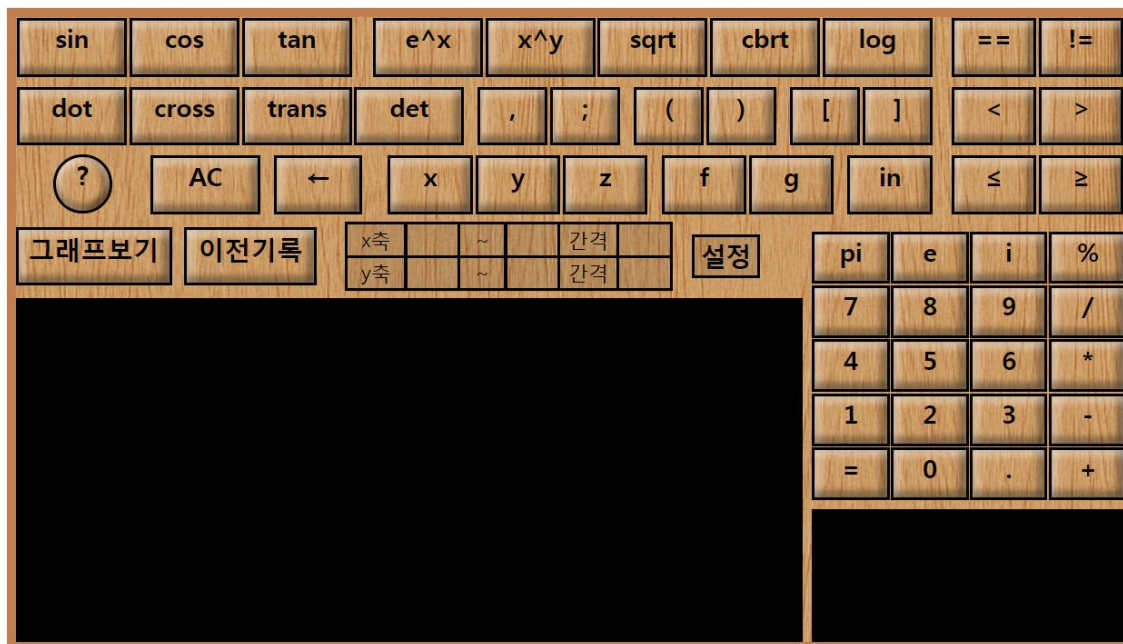 sin cos tan e^x x^y sqrt cbrt log == !=
dot cross trans det , ; ( ) [ ] < >
? AC ← x y z f g in ≤ ≥
그래프보기 이전기록 x축 ~ 간격 설정
y축 ~ 간격
pi e i %
7 8 9 /
4 5 6 *
1 2 3 -
= 0 . +